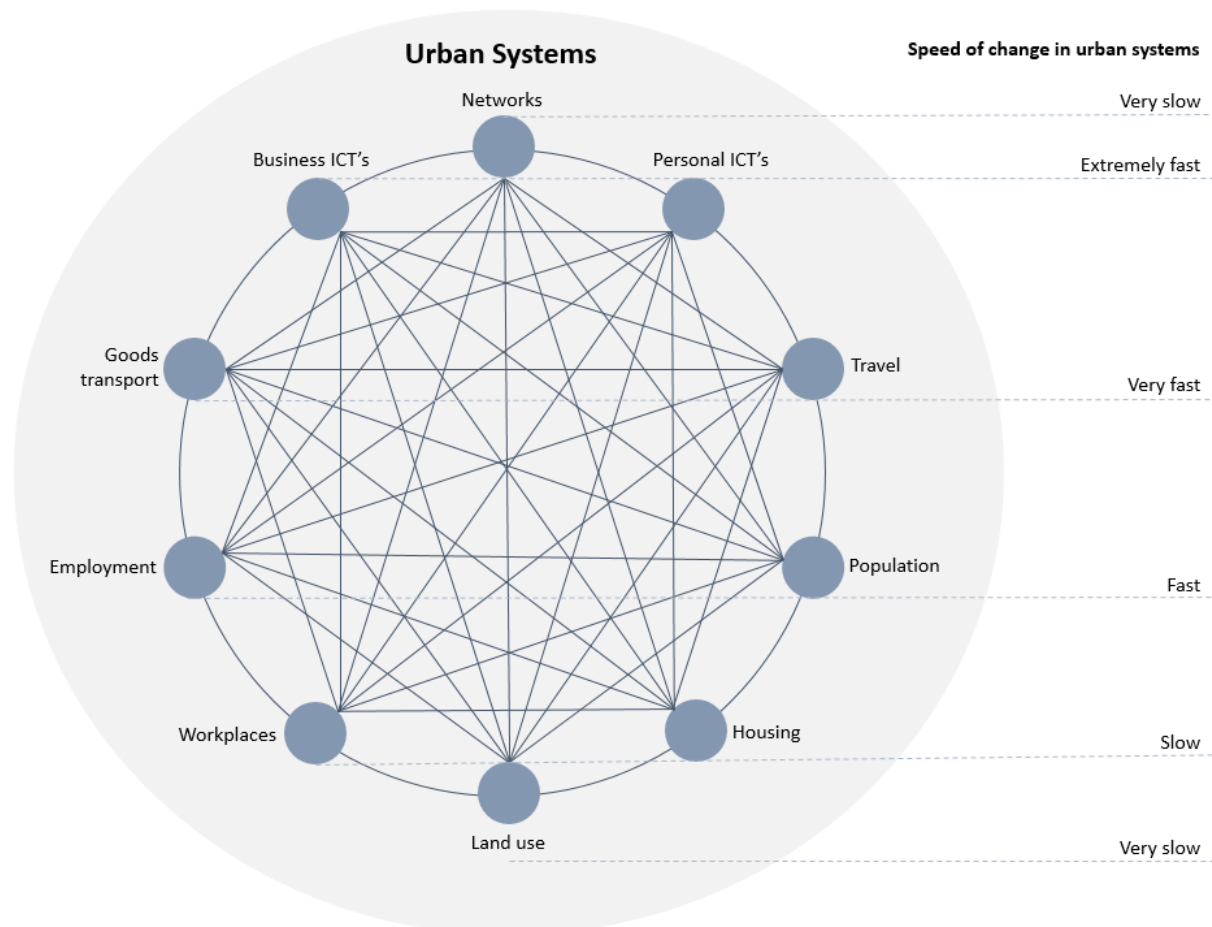 Urban Systems
Speed of change in urban systems
Networks
Very slow
Business ICT's
Personal ICT's
Extremely fast
Goods
transport
Travel
Very fast
Employment
Population
Fast
Workplaces
Housing
Slow
Land use
Very slow